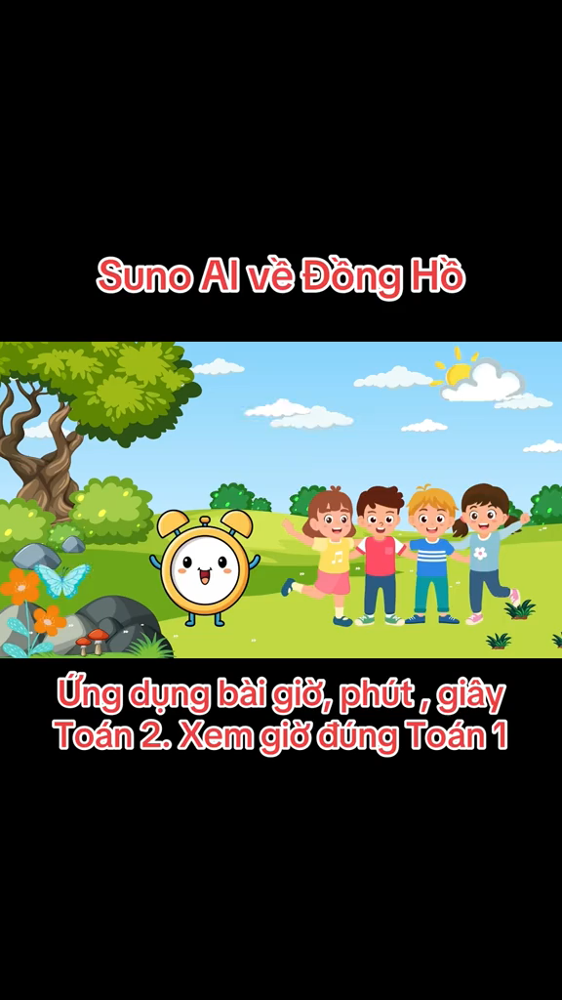 Suno AI về Đồng Hồ
Ứng dụng bài giờ, phút , giây
Toán 2. Xem giờ đúng Toán 1